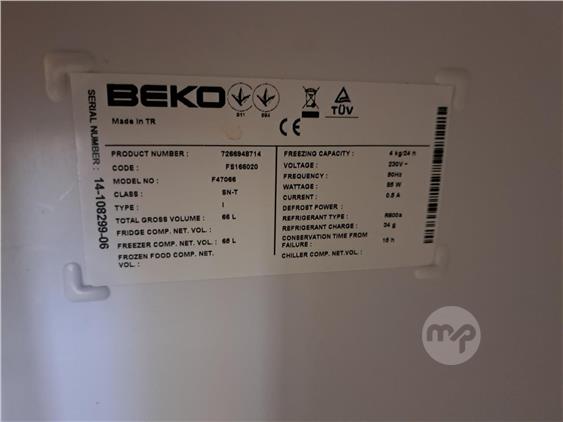 SERIAL NUMBER : 14-108299-06
BEKO
Made in TR
TÜV
CE
PRODUCT NUMBER : 7266948714
CODE : FS166020
MODEL NO : F47066
CLASS : SN-T
TYPE : I
TOTAL GROSS VOLUME : 66 L
FRIDGE COMP. NET. VOL. :
FREEZER COMP. NET VOL. : 65 L
FROZEN FOOD COMP. NET.
VOL. :
FREEZING CAPACITY : 4 kg/24 h
VOLTAGE : 230V ~
FREQUENCY : 50Hz
WATTAGE :
CURRENT : 0.5 A
DEFROST POWER :
REFRIGERANT TYPE : R600a
REFRIGERANT CHARGE : 34 g
CONSERVATION TIME FROM
FAILURE : 15 h
CHILLER COMP. NET.VOL. :
mp